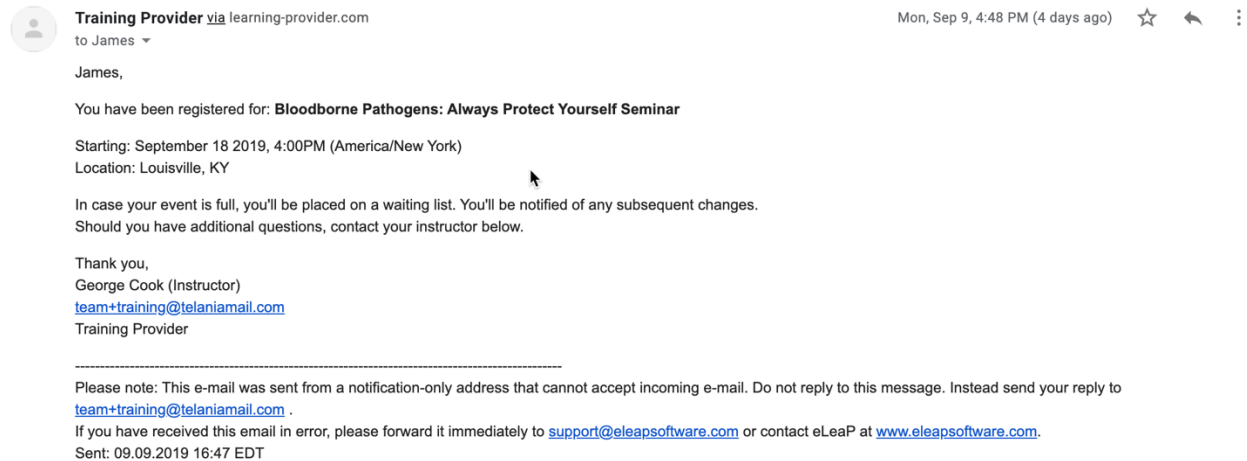 Training Provider via learning-provider.com Mon, Sep 9, 4:48 PM (4 days ago)
to James
James,
You have been registered for: Bloodborne Pathogens: Always Protect Yourself Seminar
Starting: September 18 2019, 4:00PM (America/New York)
Location: Louisville, KY
In case your event is full, you'll be placed on a waiting list. You'll be notified of any subsequent changes.
Should you have additional questions, contact your instructor below.
Thank you,
George Cook (Instructor)
team+training@telaniamail.com
Training Provider
-------------------------------------------------------------------------------------------------
Please note: This e-mail was sent from a notification-only address that cannot accept incoming e-mail. Do not reply to this message. Instead send your reply to
team+training@telaniamail.com .
If you have received this email in error, please forward it immediately to support@eleapsoftware.com or contact eLeaP at www.eleapsoftware.com.
Sent: 09.09.2019 16:47 EDT